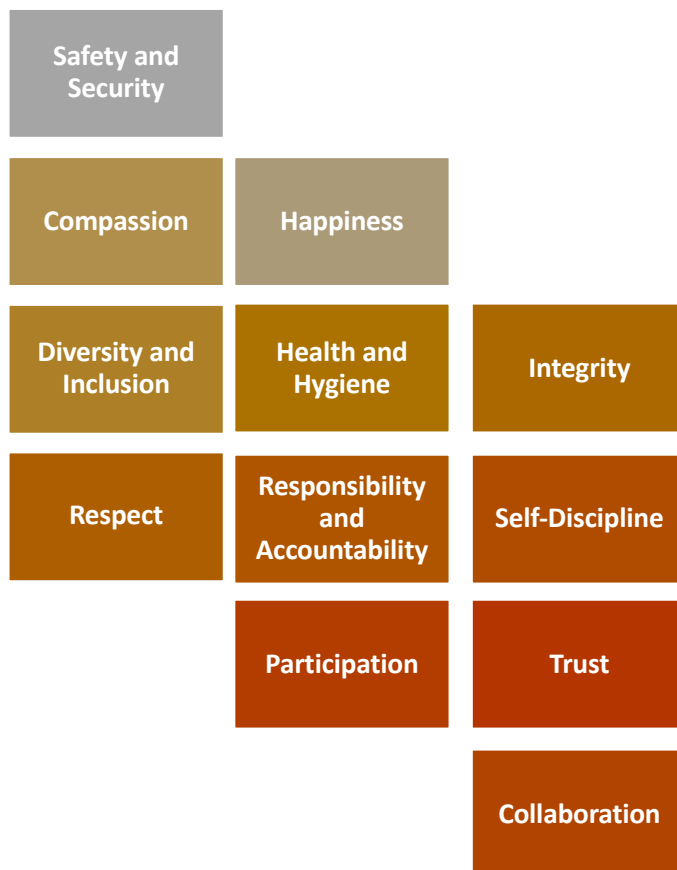 Safety and
Security
Compassion
Happiness
Diversity and
Inclusion
Health and
Hygiene
Integrity
Respect
Responsibility
and
Accountability
Self-Discipline
Participation
Trust
Collaboration